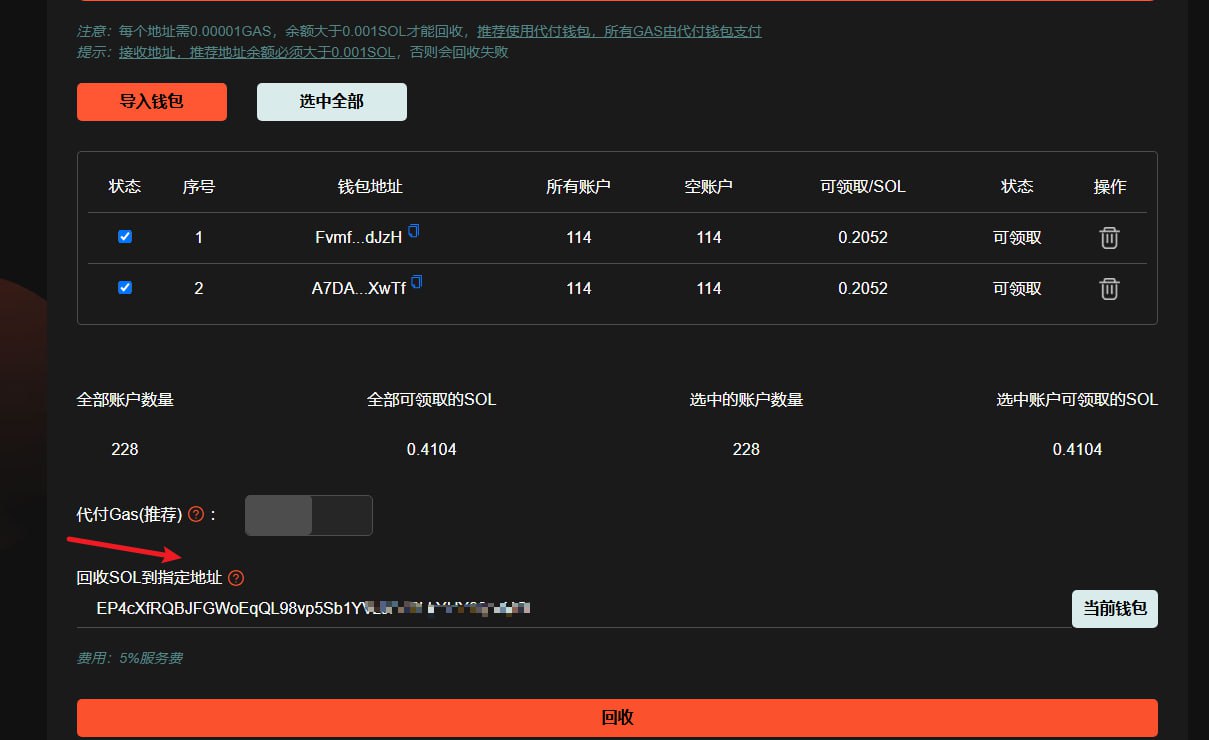 注意：每个地址需0.00001GAS，余额大于0.001SOL才能回收，推荐使用代付钱包，所有GAS由代付钱包支付
提示：接收地址，推荐地址余额必须大于0.001SOL，否则会回收失败
导入钱包 选中全部
状态 序号 钱包地址 所有账户 空账户 可领取/SOL 状态 操作
1 Fvmf...dJzH 114 114 0.2052 可领取
2 A7DA...XwTf 114 114 0.2052 可领取
全部账户数量 全部可领取的SOL 选中的账户数量 选中账户可领取的SOL
228 0.4104 228 0.4104
代付Gas(推荐) ? ：
回收SOL到指定地址 ?
EP4cXfRQBJFGWoEqQL98vp5Sb1YY
当前钱包
费用：5%服务费
回收